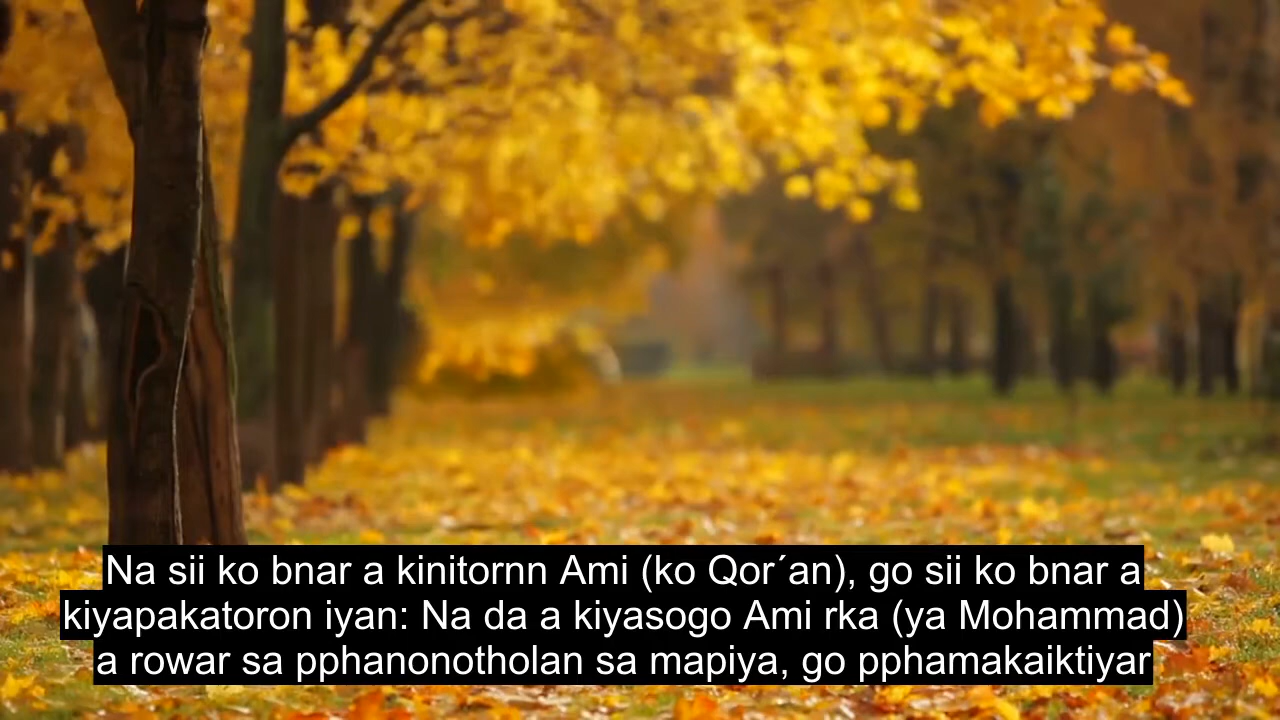 Na sii ko bnar a kinitornn Ami (ko Qor´an), go sii ko bnar a
kiyapakatoron iyan: Na da a kiyasogo Ami rka (ya Mohammad)
a rowar sa pphanonotholan sa mapiya, go pphamakaiktiyar